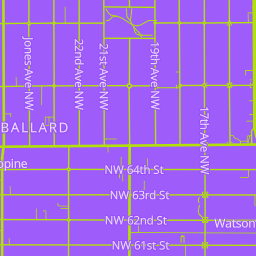 Jones Ave NW
22nd Ave NW
21st Ave NW
19th Ave NW
17th Ave NW
BALLARD
opine
NW 64th St
NW 63rd St
NW 62nd St
Watson
NW 61st St